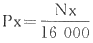 Px = Nx / 16 000